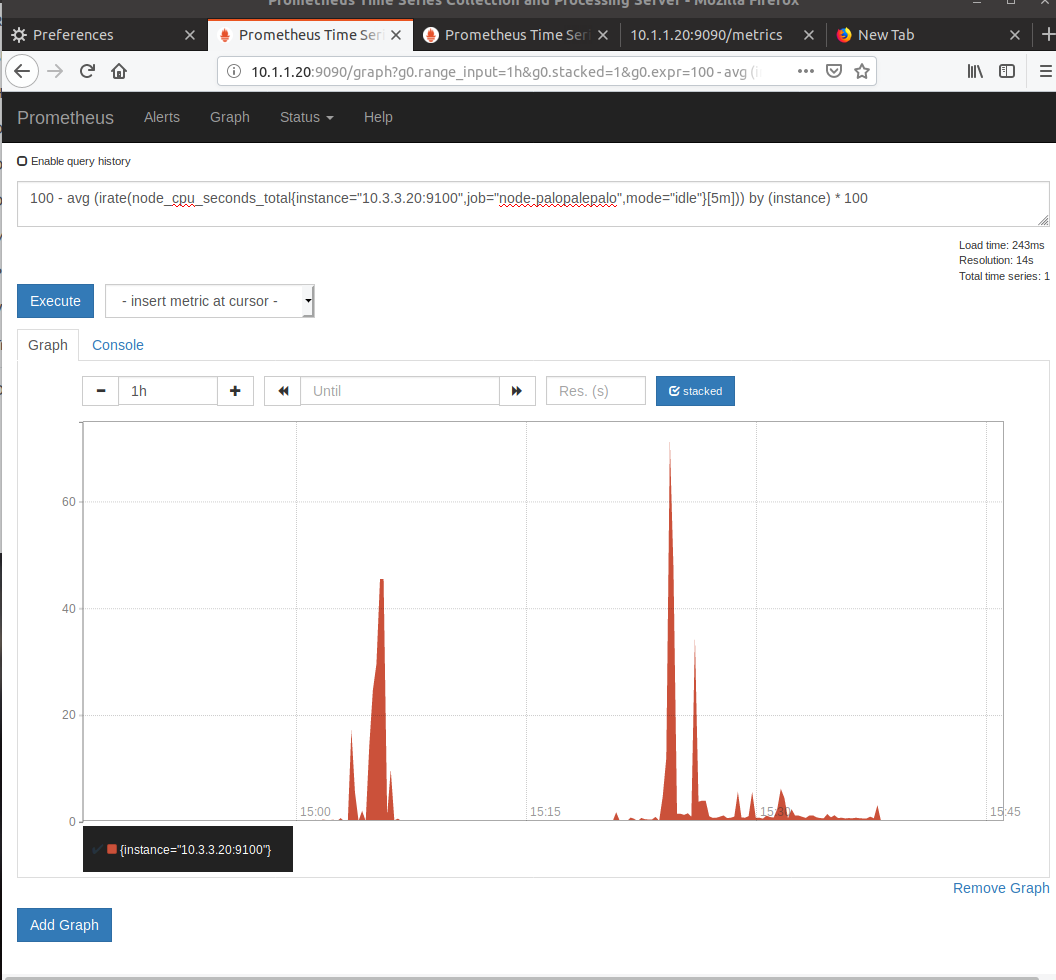 Prometheus Time Series Collection and Processing Server - Mozilla Firefox
Preferences
Prometheus Time Seri
Prometheus Time Seri
10.1.1.20:9090/metrics
New Tab
10.1.1.20:9090/graph?g0.range_input=1h&g0.stacked=1&g0.expr=100 - avg (i
Prometheus Alerts Graph Status Help
Enable query history
100 - avg (irate(node_cpu_seconds_total{instance="10.3.3.20:9100",job="node-palopalepalo",mode="idle"}[5m])) by (instance) * 100
Load time: 243ms
Resolution: 14s
Total time series: 1
Execute
- insert metric at cursor -
Graph
Console
1h
Until
Res. (s)
stacked
60
40
20
0
15:00
15:15
15:30
15:45
{instance="10.3.3.20:9100"}
Remove Graph
Add Graph